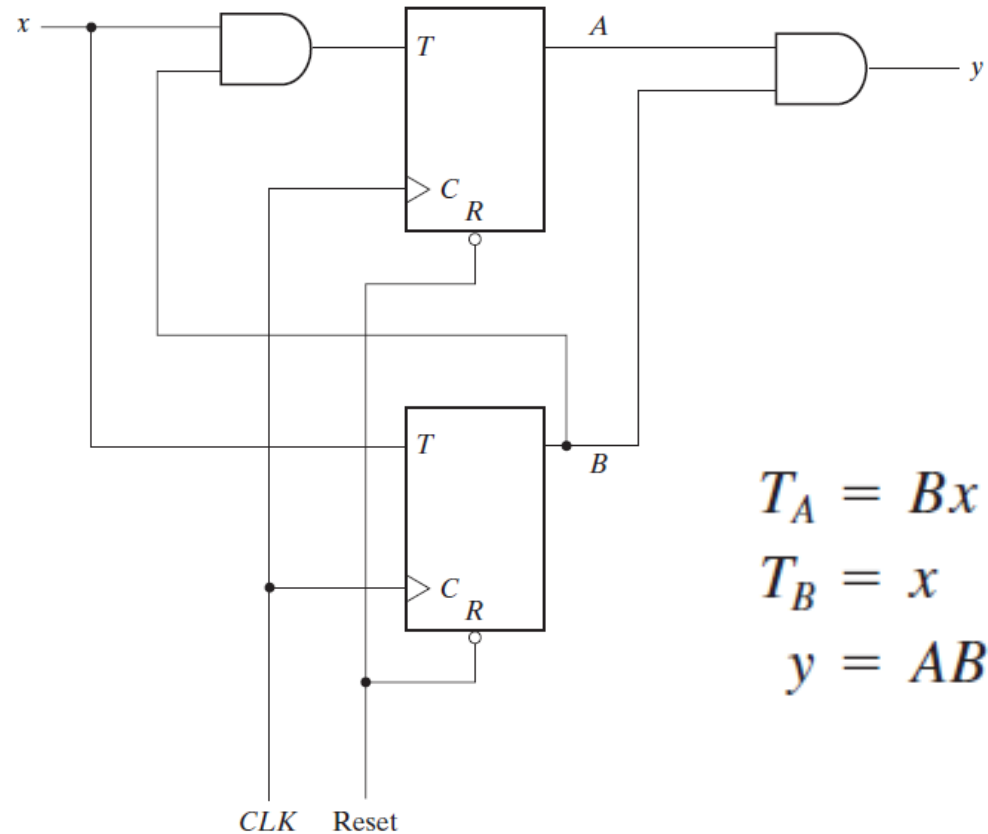 x
T
A
y
C
R
T
B
C
R
T_A = Bx
T_B = x
y = AB
CLK Reset